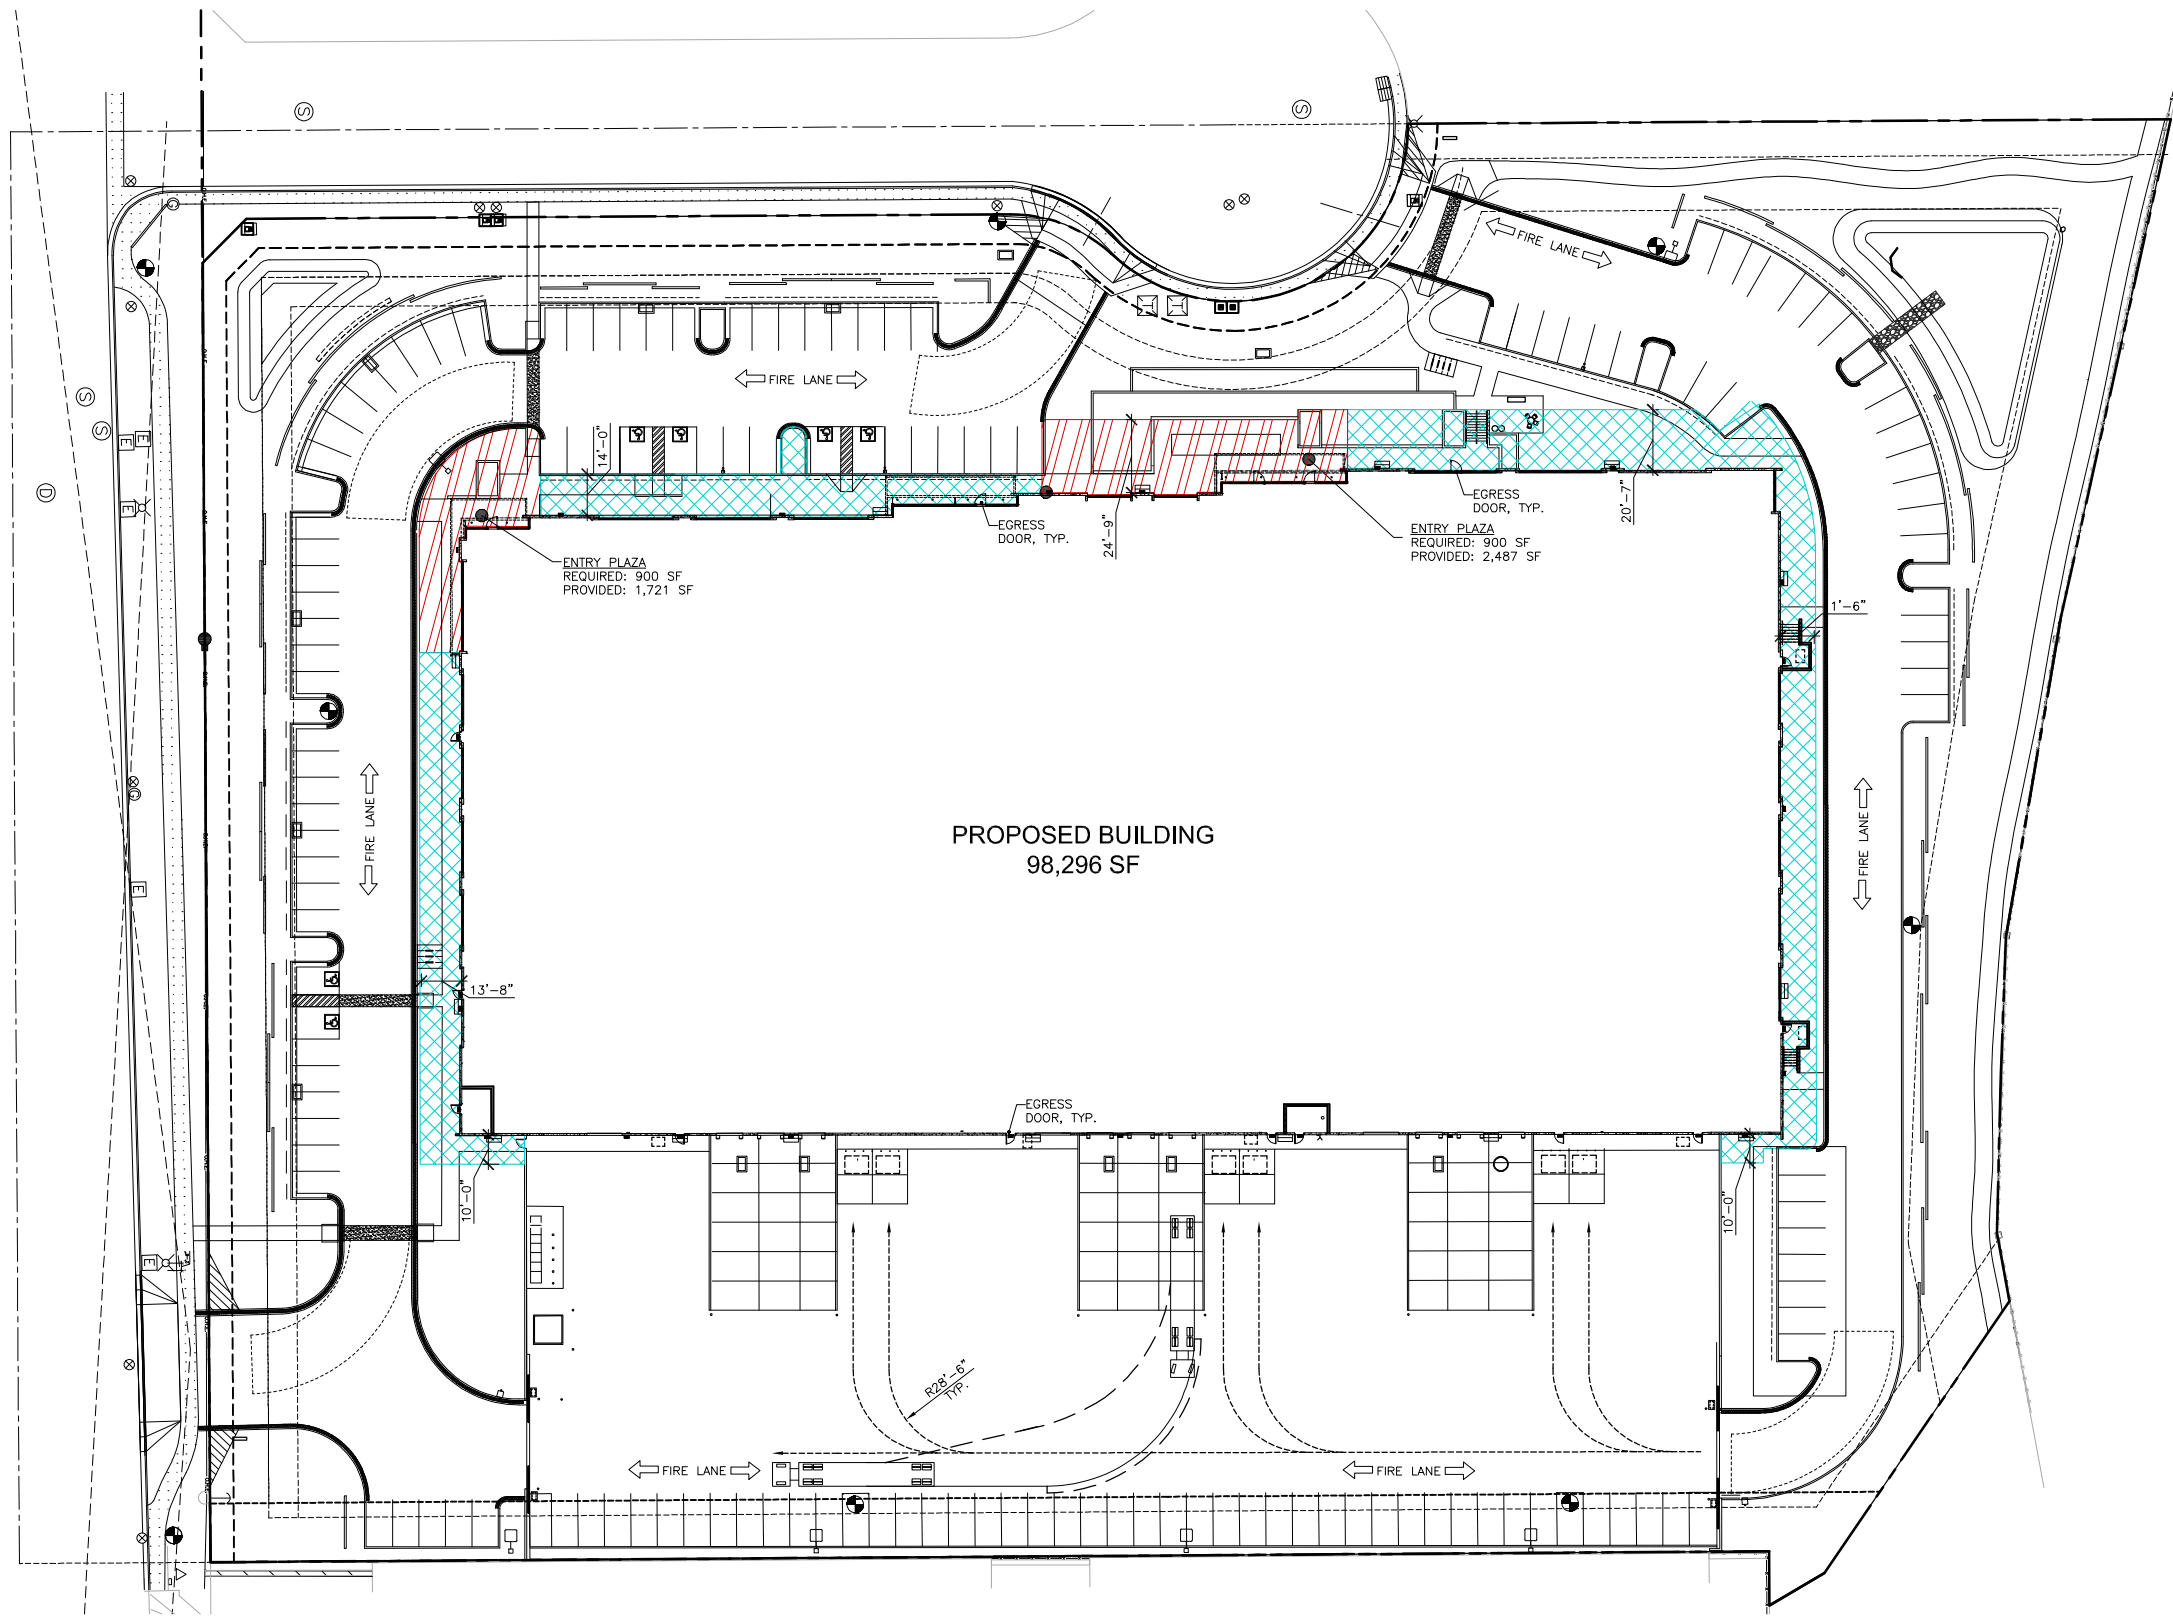 S
S
FIRE LANE
S
FIRE LANE
S
E
E
D
E
14'-0"
EGRESS
DOOR, TYP.
24'-9"
EGRESS
DOOR, TYP.
20'-7"
ENTRY PLAZA
REQUIRED: 900 SF
PROVIDED: 2,487 SF
ENTRY PLAZA
REQUIRED: 900 SF
PROVIDED: 1,721 SF
1'-6"
G
FIRE LANE
PROPOSED BUILDING
98,296 SF
FIRE LANE
E
13'-8"
EGRESS
DOOR, TYP.
10'-0"
10'-0"
E
R28'-6"
TYP.
FIRE LANE
FIRE LANE